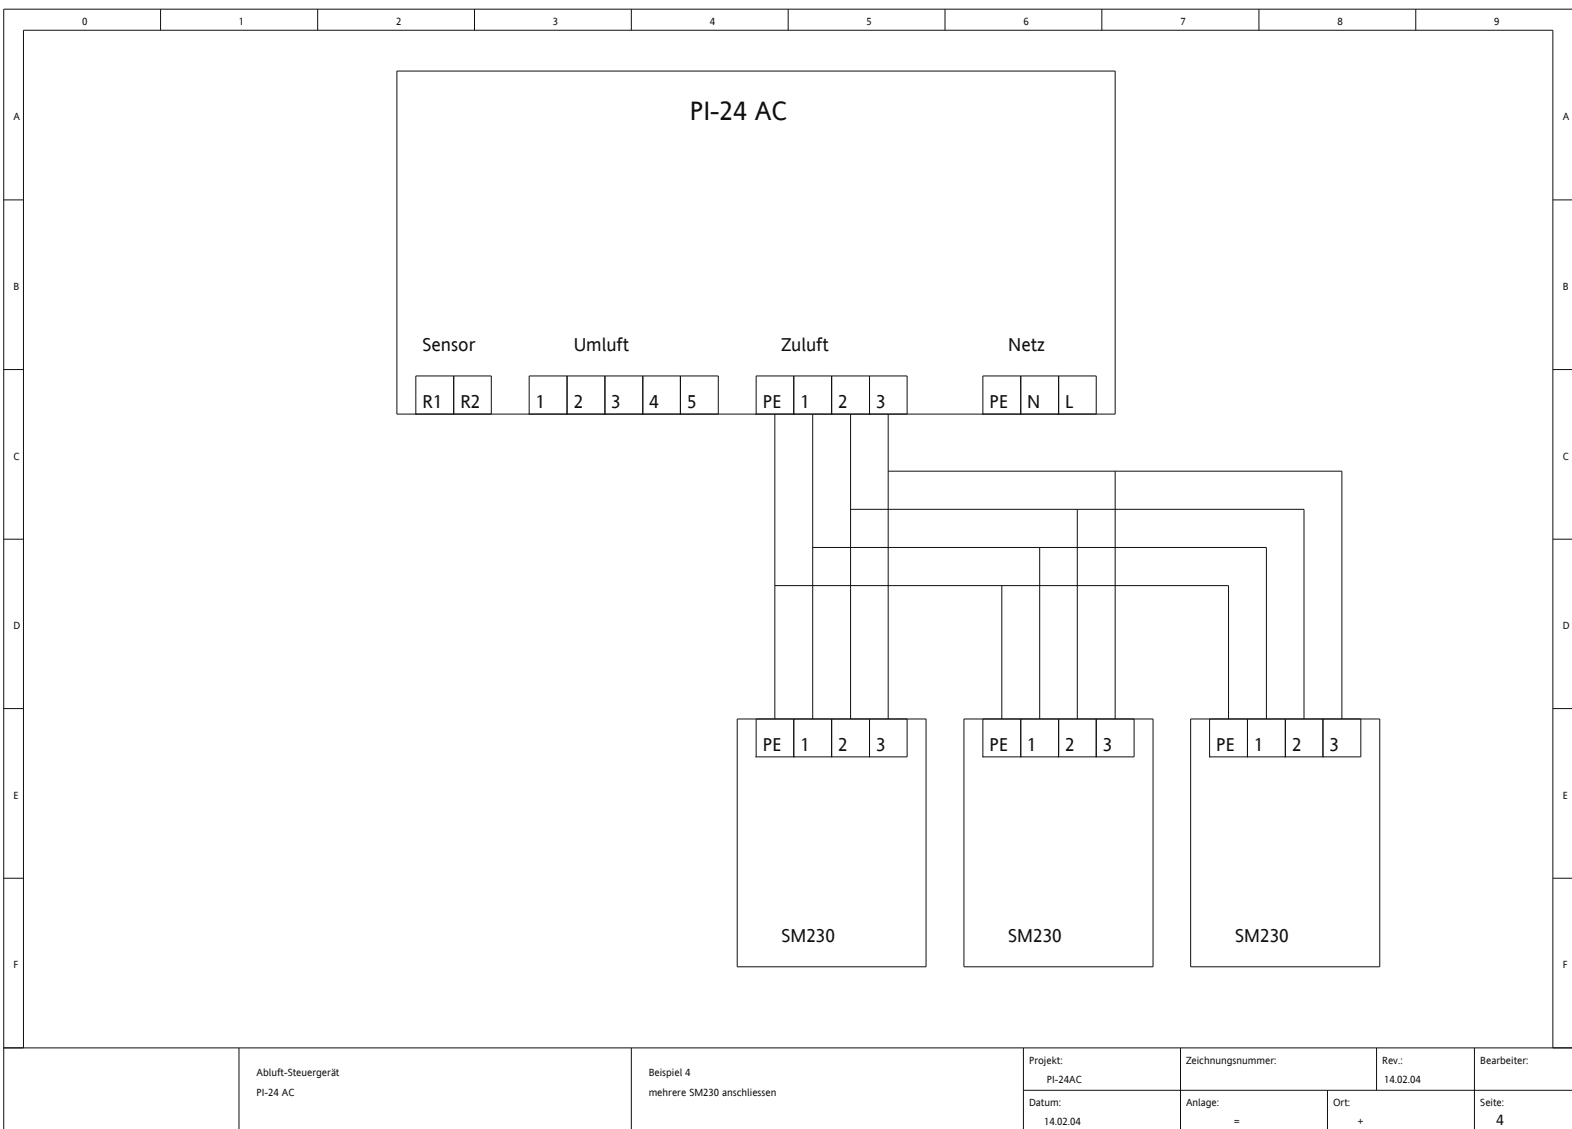 0 1 2 3 4 5 6 7 8 9
A A
PI-24 AC
B B
Sensor Umluft Zuluft Netz
R1 R2 1 2 3 4 5 PE 1 2 3 PE N L
C C
D D
PE 1 2 3 PE 1 2 3 PE 1 2 3
E E
SM230 SM230 SM230
F F
Abluft-Steuergerät
PI-24 AC
Beispiel 4
mehrere SM230 anschliessen
Projekt:
PI-24AC
Zeichnungsnummer:
Rev.:
14.02.04
Bearbeiter:
Datum:
14.02.04
Anlage:
=
Ort:
+
Seite:
4